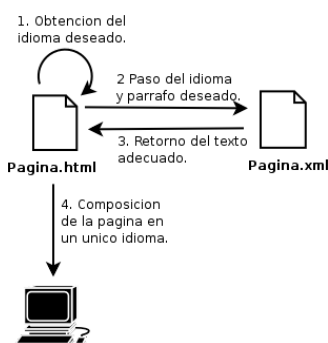 1. Obtencion del
idioma deseado.
2 Paso del idioma
y parrafo deseado.
3. Retorno del texto
adecuado.
Pagina.html
Pagina.xml
4. Composicion
de la pagina en
un unico idioma.